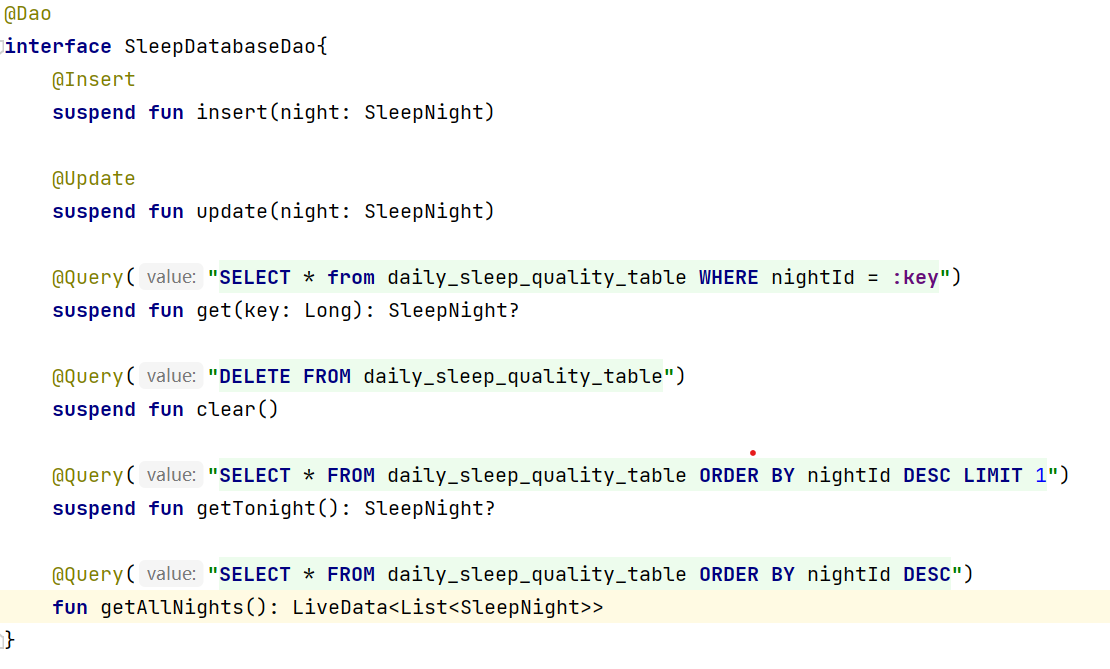 @Dao
interface SleepDatabaseDao{
@Insert
suspend fun insert(night: SleepNight)
@Update
suspend fun update(night: SleepNight)
@Query( value: "SELECT * from daily_sleep_quality_table WHERE nightId = :key")
suspend fun get(key: Long): SleepNight?
@Query( value: "DELETE FROM daily_sleep_quality_table")
suspend fun clear()
@Query( value: "SELECT * FROM daily_sleep_quality_table ORDER BY nightId DESC LIMIT 1")
suspend fun getTonight(): SleepNight?
@Query( value: "SELECT * FROM daily_sleep_quality_table ORDER BY nightId DESC")
fun getAllNights(): LiveData<List<SleepNight>>
}